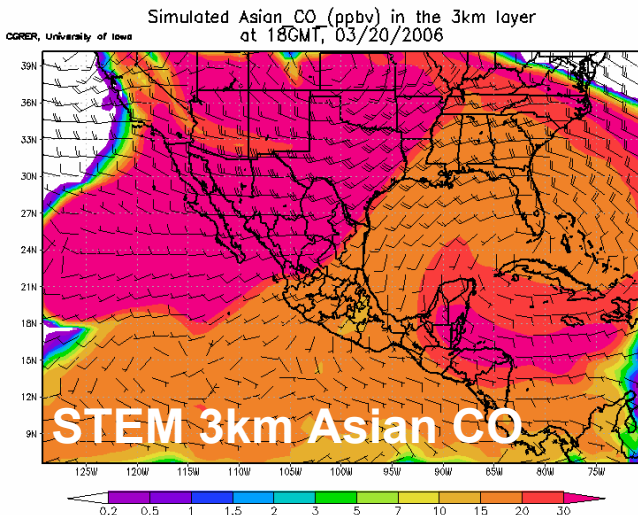 Simulated Asian_CO_(ppbv) in the 3km layer
CGRER, University of Iowa
at 18GMT, 03/20/2006
39N
36N
33N
30N
27N
24N
21N
18N
15N
12N
9N
STEM 3km Asian CO
125W 120W 115W 110W 105W 100W 95W 90W 85W 80W 75W
0.2 0.5 1 1.5 2 3 5 7 10 15 20 30